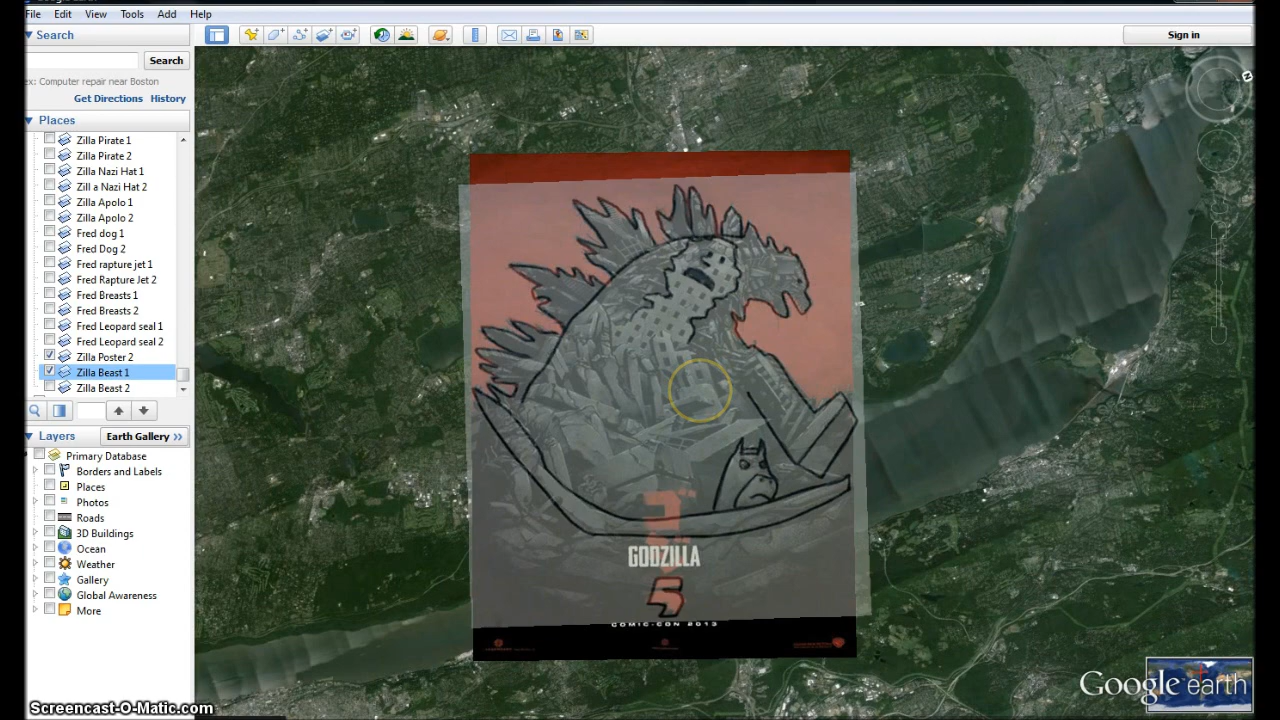 File Edit View Tools Add Help
Search
Sign in
Search
ex: Computer repair near Boston
Get Directions History
Places
Zilla Pirate 1
Zilla Pirate 2
Zilla Nazi Hat 1
Zill a Nazi Hat 2
Zilla Apolo 1
Zilla Apolo 2
Fred dog 1
Fred Dog 2
Fred rapture jet 1
Fred Rapture Jet 2
Fred Breasts 1
Fred Breasts 2
Fred Leopard seal 1
Fred Leopard seal 2
Zilla Poster 2
Zilla Beast 1
Zilla Beast 2
Layers
Earth Gallery >>
Primary Database
Borders and Labels
Places
Photos
Roads
3D Buildings
Ocean
Weather
Gallery
Global Awareness
More
GODZILLA
COMIC-CON 2013
Google earth
Screencast-O-Matic.com